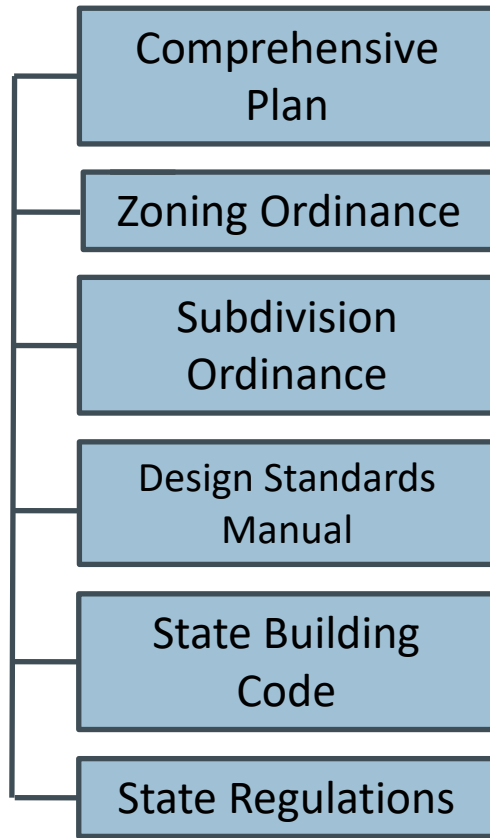 Comprehensive
Plan
Zoning Ordinance
Subdivision
Ordinance
Design Standards
Manual
State Building
Code
State Regulations